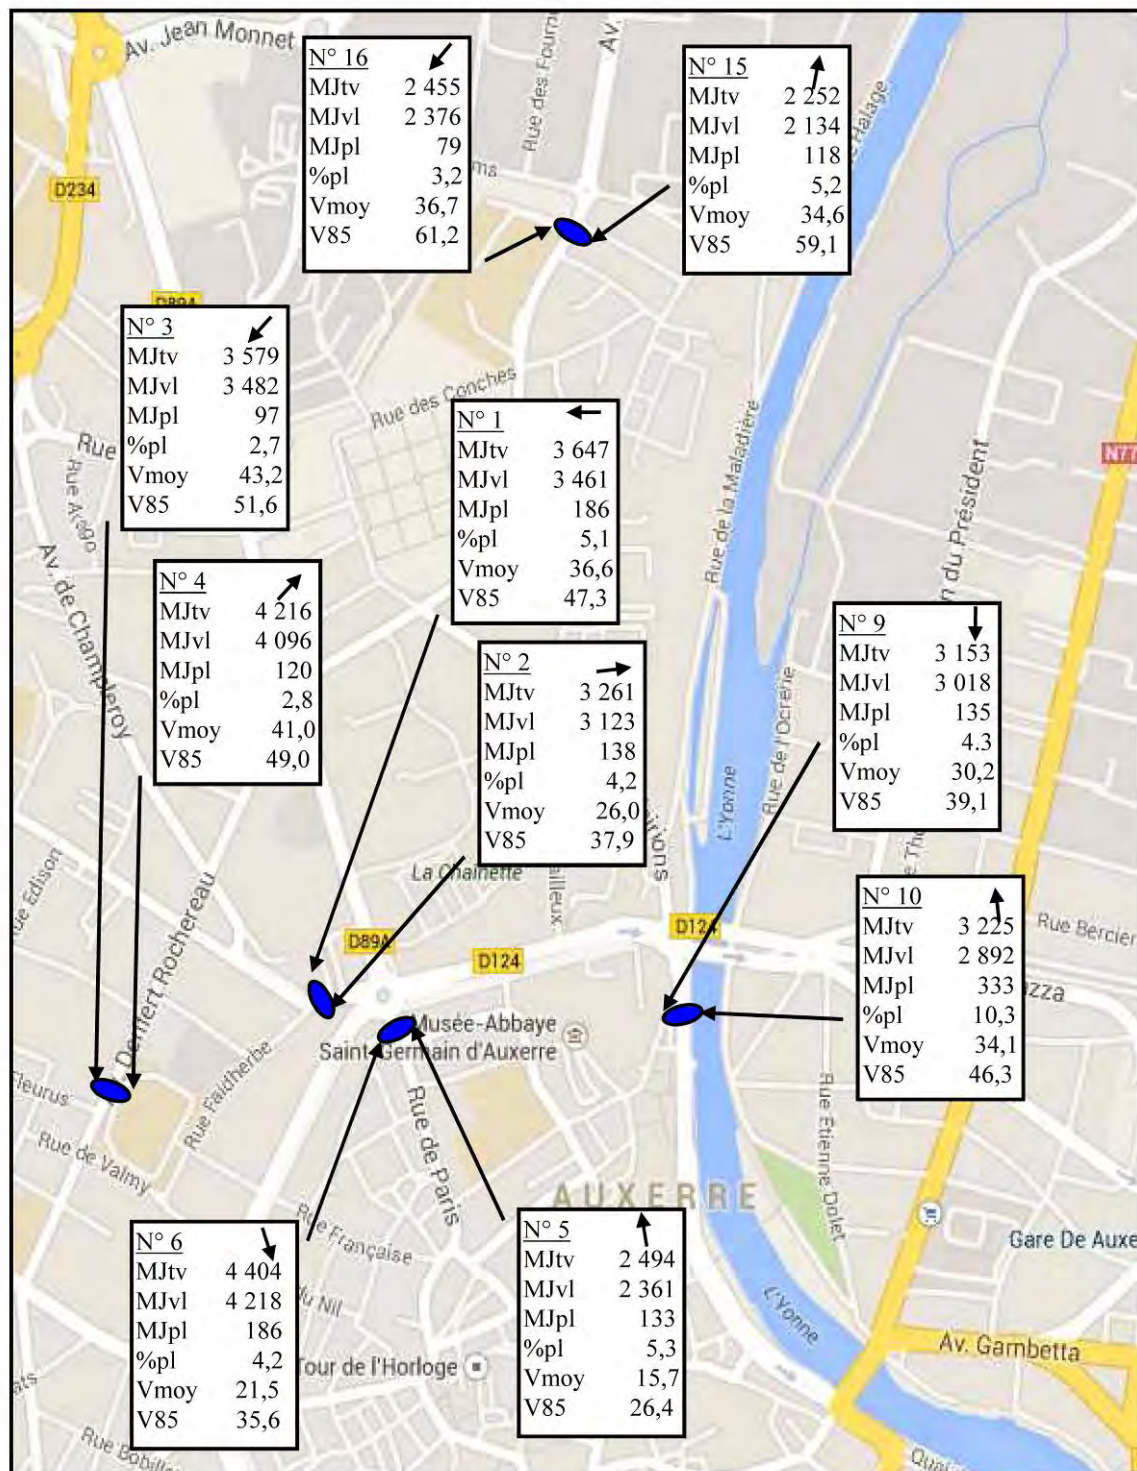 Av. Jean Monnet
D234
N° 16
MJtv 2 455
MJvl 2 376
MJpl 79
%pl 3,2
Vmoy 36,7
V85 61,2
Rue des Fourn
Av.
N° 15
MJtv 2 252
MJvl 2 134
MJpl 118
%pl 5,2
Vmoy 34,6
V85 59,1
Halage
D89A
N° 3
MJtv 3 579
MJvl 3 482
MJpl 97
%pl 2,7
Vmoy 43,2
V85 51,6
Rue
Av. de Champleroy
Rue des Conches
N° 1
MJtv 3 647
MJvl 3 461
MJpl 186
%pl 5,1
Vmoy 36,6
V85 47,3
Rue de la Maladière
n du Président
N77
N° 4
MJtv 4 216
MJvl 4 096
MJpl 120
%pl 2,8
Vmoy 41,0
V85 49,0
N° 2
MJtv 3 261
MJvl 3 123
MJpl 138
%pl 4,2
Vmoy 26,0
V85 37,9
L'Yonne
Rue de l'Ocrerie
N° 9
MJtv 3 153
MJvl 3 018
MJpl 135
%pl 4.3
Vmoy 30,2
V85 39,1
Rue Edison
La Chainette
ailleux
irions
Rue Tho
N° 10
MJtv 3 225
MJvl 2 892
MJpl 333
%pl 10,3
Vmoy 34,1
V85 46,3
Rue Bercier
zza
D89A
D124
D124
Denfert Rochereau
Musée-Abbaye
Saint-Germain d'Auxerre
Fleurus
Rue Faidherbe
Rue de Valmy
Rue de Paris
Rue Étienne Dolet
AUXERRE
Rue Française
du Nil
N° 6
MJtv 4 404
MJvl 4 218
MJpl 186
%pl 4,2
Vmoy 21,5
V85 35,6
N° 5
MJtv 2 494
MJvl 2 361
MJpl 133
%pl 5,3
Vmoy 15,7
V85 26,4
Gare De Auxe
L'Yonne
Av. Gambetta
Tour de l'Horloge
ats
Rue Bobille
Quai